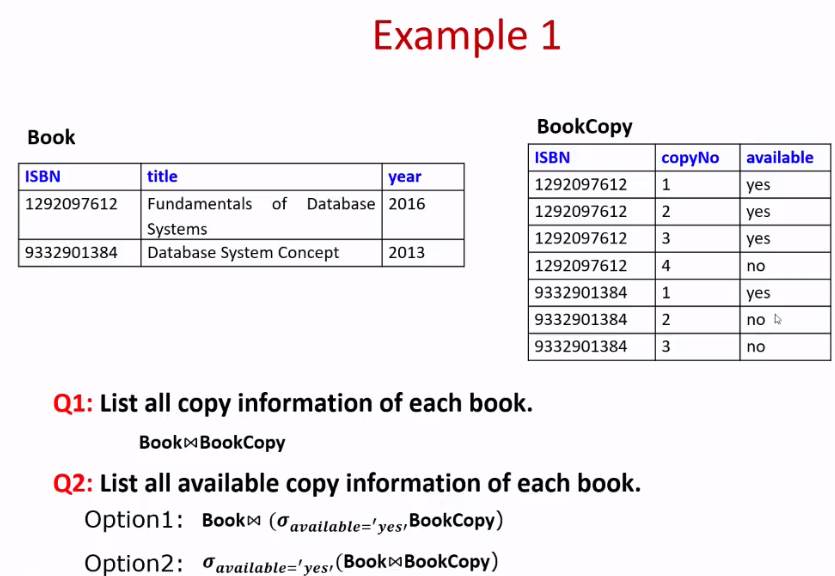 Example 1
Book
ISBN title year
1292097612 Fundamentals of Database 2016
Systems
9332901384 Database System Concept 2013
BookCopy
ISBN copyNo available
1292097612 1 yes
1292097612 2 yes
1292097612 3 yes
1292097612 4 no
9332901384 1 yes
9332901384 2 no
9332901384 3 no
Q1: List all copy information of each book.
Book⋈BookCopy
Q2: List all available copy information of each book.
Option1: Book⋈ (σavailable='yes'BookCopy)
Option2: σavailable='yes'(Book⋈BookCopy)